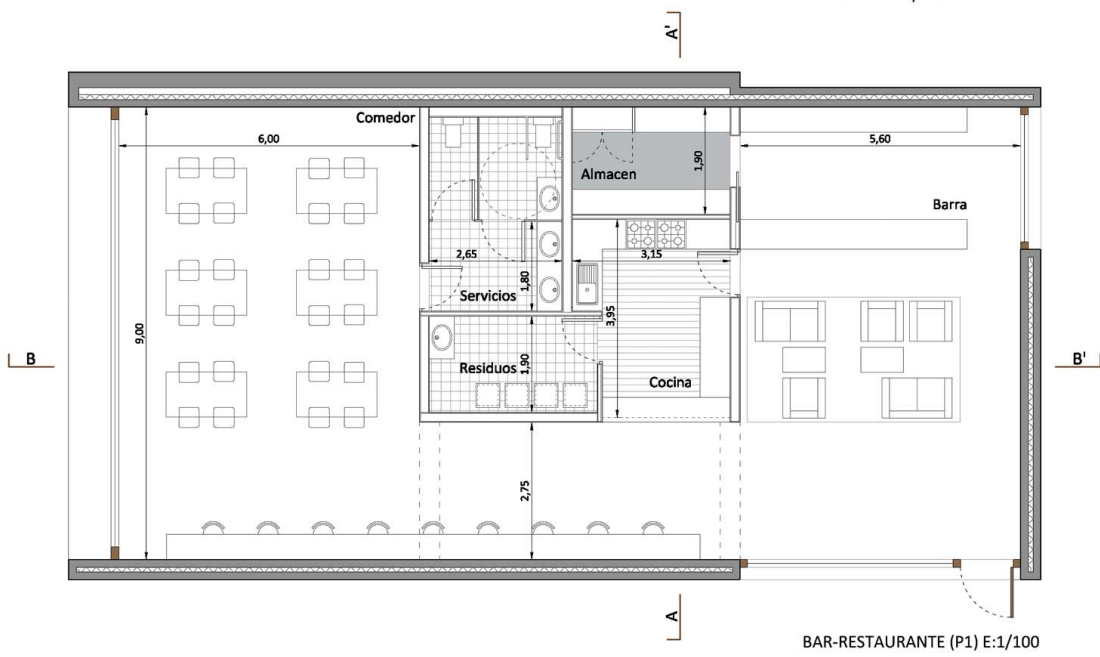 A'
Comedor
6,00
5,60
Almacen
1,90
Barra
2,65
3,15
1,80
Servicios
3,95
9,00
B
B'
Residuos
1,90
Cocina
2,75
A
BAR-RESTAURANTE (P1) E:1/100